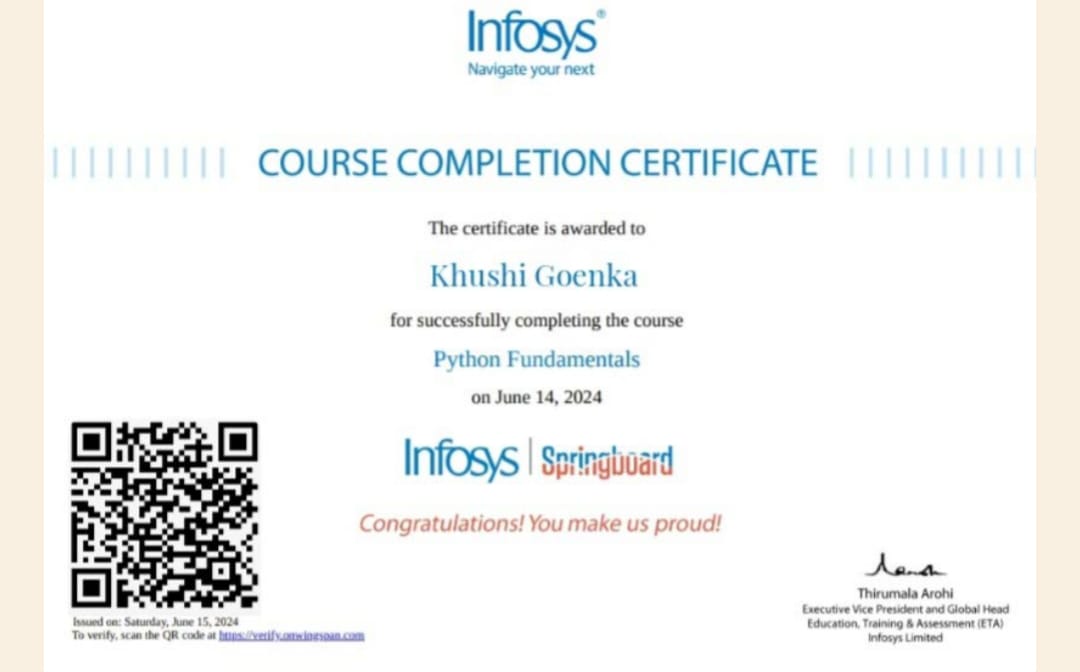 Infosys®
Navigate your next
COURSE COMPLETION CERTIFICATE
The certificate is awarded to
Khushi Goenka
for successfully completing the course
Python Fundamentals
on June 14, 2024
Infosys | Springboard
Congratulations! You make us proud!
Issued on: Saturday, June 15, 2024
To verify, scan the QR code at https://verify.onwingspan.com
Thirumala Arohi
Executive Vice President and Global Head
Education, Training & Assessment (ETA)
Infosys Limited